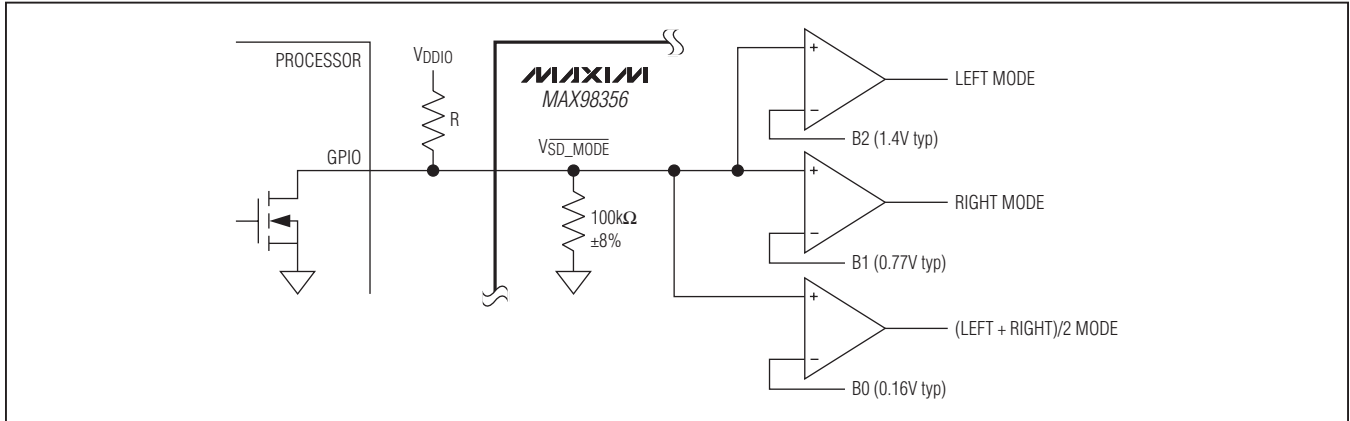 PROCESSOR
VDDIO
R
GPIO
MAXIM
MAX98356
VSD_MODE
100kΩ
±8%
+
−
LEFT MODE
B2 (1.4V typ)
+
−
RIGHT MODE
B1 (0.77V typ)
+
−
(LEFT + RIGHT)/2 MODE
B0 (0.16V typ)